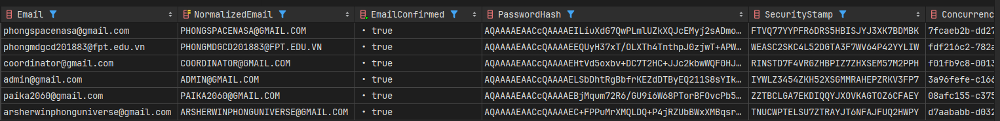 Email NormalizedEmail EmailConfirmed PasswordHash SecurityStamp Concurrenc
phongspacenasa@gmail.com PHONGSPACENASA@GMAIL.COM • true AQAAAAEAACcQAAAAEILiuXdG7QwPLmlUZkXQJcEMyj2sADmo… FTVQ77YYPFR6DRS5HBISJYJ3XK7BDMBK 7fcaeb2b-dd27
phongmdgcd201883@fpt.edu.vn PHONGMDGCD201883@FPT.EDU.VN • true AQAAAAEAACcQAAAAEEQUyH37xT/OLXTh4TnthpJ0zjwT+APW… WEASC2SKC4L52DGTA3F7WV64P42YYLIW fdf216c2-782a
coordinator@gmail.com COORDINATOR@GMAIL.COM • true AQAAAAEAACcQAAAAEHtVd5oxbv+DC7T2HC+JJc2kbwWQF0HJ… RINSTD7F4VRGZHBPIZ7ZHXSEM57M2PPH f01fb9c8-0013
admin@gmail.com ADMIN@GMAIL.COM • true AQAAAAEAACcQAAAAELSbDhtRgBbfrKEZdDTByEQ211S8sYIk… IYWLZ3454ZKH52XSGMMRAHEPZRKV3FP7 3a96fefe-c166
paika2060@gmail.com PAIKA2060@GMAIL.COM • true AQAAAAEAACcQAAAAEBjMqum72R6/GU9i6W68PTorBFOvcPb5… ZZTBCLGA7EKDIQQYJXOVKAGTOZ6CFAEY 08afc155-c375
arsherwinphonguniverse@gmail.com ARSHERWINPHONGUNIVERSE@GMAIL.COM • true AQAAAAEAACcQAAAAEC+FPPuMrXMQLDQ+P4jRZUbBWxXMBqsr… TNUCWPTELSU7ZTRAYJT6NFAJFUQ2HWPY d7aababb-d032